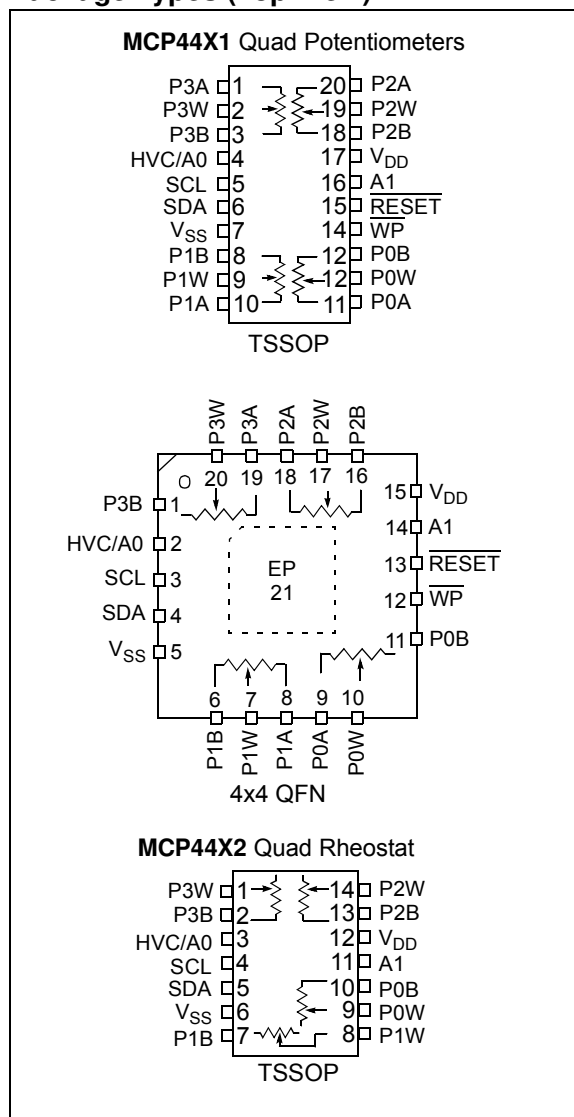 MCP44X1 Quad Potentiometers
P3A 1 20 P2A
P3W 2 19 P2W
P3B 3 18 P2B
HVC/A0 4 17 VDD
SCL 5 16 A1
SDA 6 15 RESET
VSS 7 14 WP
P1B 8 12 P0B
P1W 9 12 P0W
P1A 10 11 P0A
TSSOP
P3W P3A P2A P2W P2B
20 19 18 17 16
P3B 1 15 VDD
HVC/A0 2 14 A1
SCL 3 EP 13 RESET
SDA 4 21 12 WP
VSS 5 11 P0B
6 7 8 9 10
P1B P1W P1A P0A P0W
4x4 QFN
MCP44X2 Quad Rheostat
P3W 1 14 P2W
P3B 2 13 P2B
HVC/A0 3 12 VDD
SCL 4 11 A1
SDA 5 10 P0B
VSS 6 9 P0W
P1B 7 8 P1W
TSSOP